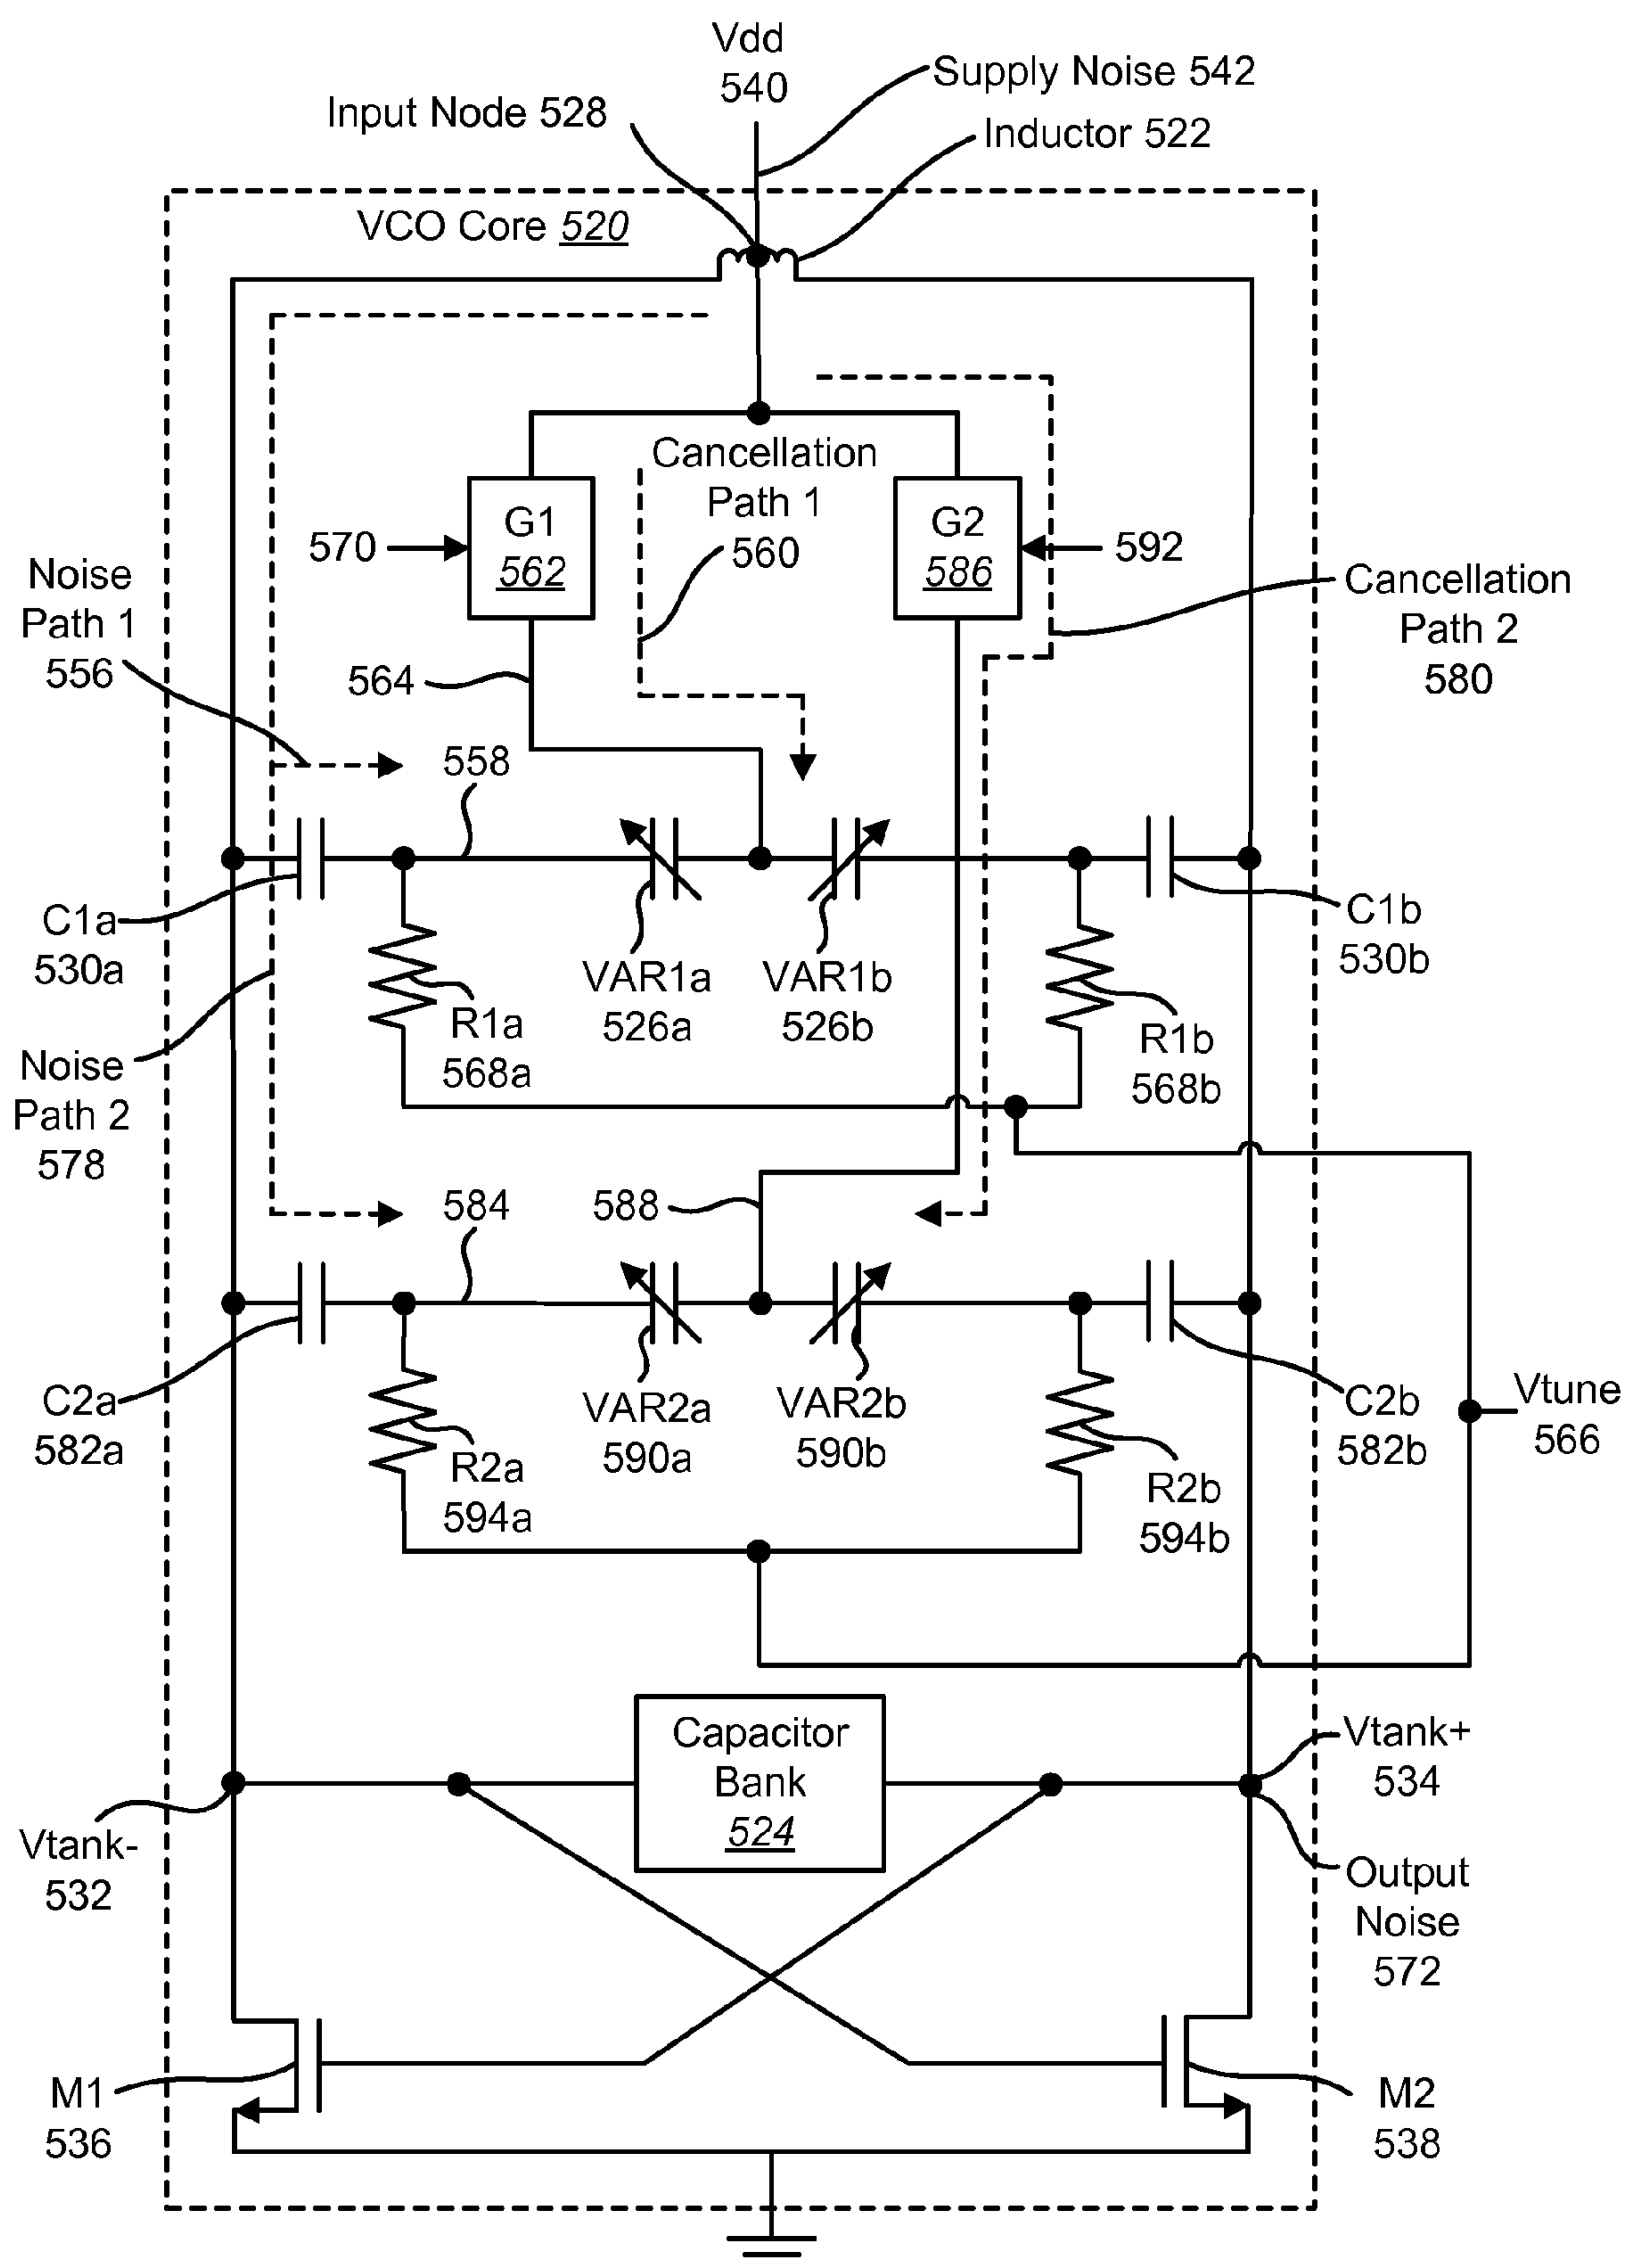 Vdd
540
Supply Noise 542
Input Node 528
Inductor 522
VCO Core 520
Cancellation
Path 1
560
G1
562
G2
586
570
592
Noise
Path 1
556
Cancellation
Path 2
580
564
558
C1a
530a
VAR1a
526a
VAR1b
526b
C1b
530b
R1a
568a
R1b
568b
Noise
Path 2
578
584
588
C2a
582a
VAR2a
590a
VAR2b
590b
C2b
582b
Vtune
566
R2a
594a
R2b
594b
Capacitor
Bank
524
Vtank+
534
Vtank-
532
Output
Noise
572
M1
536
M2
538